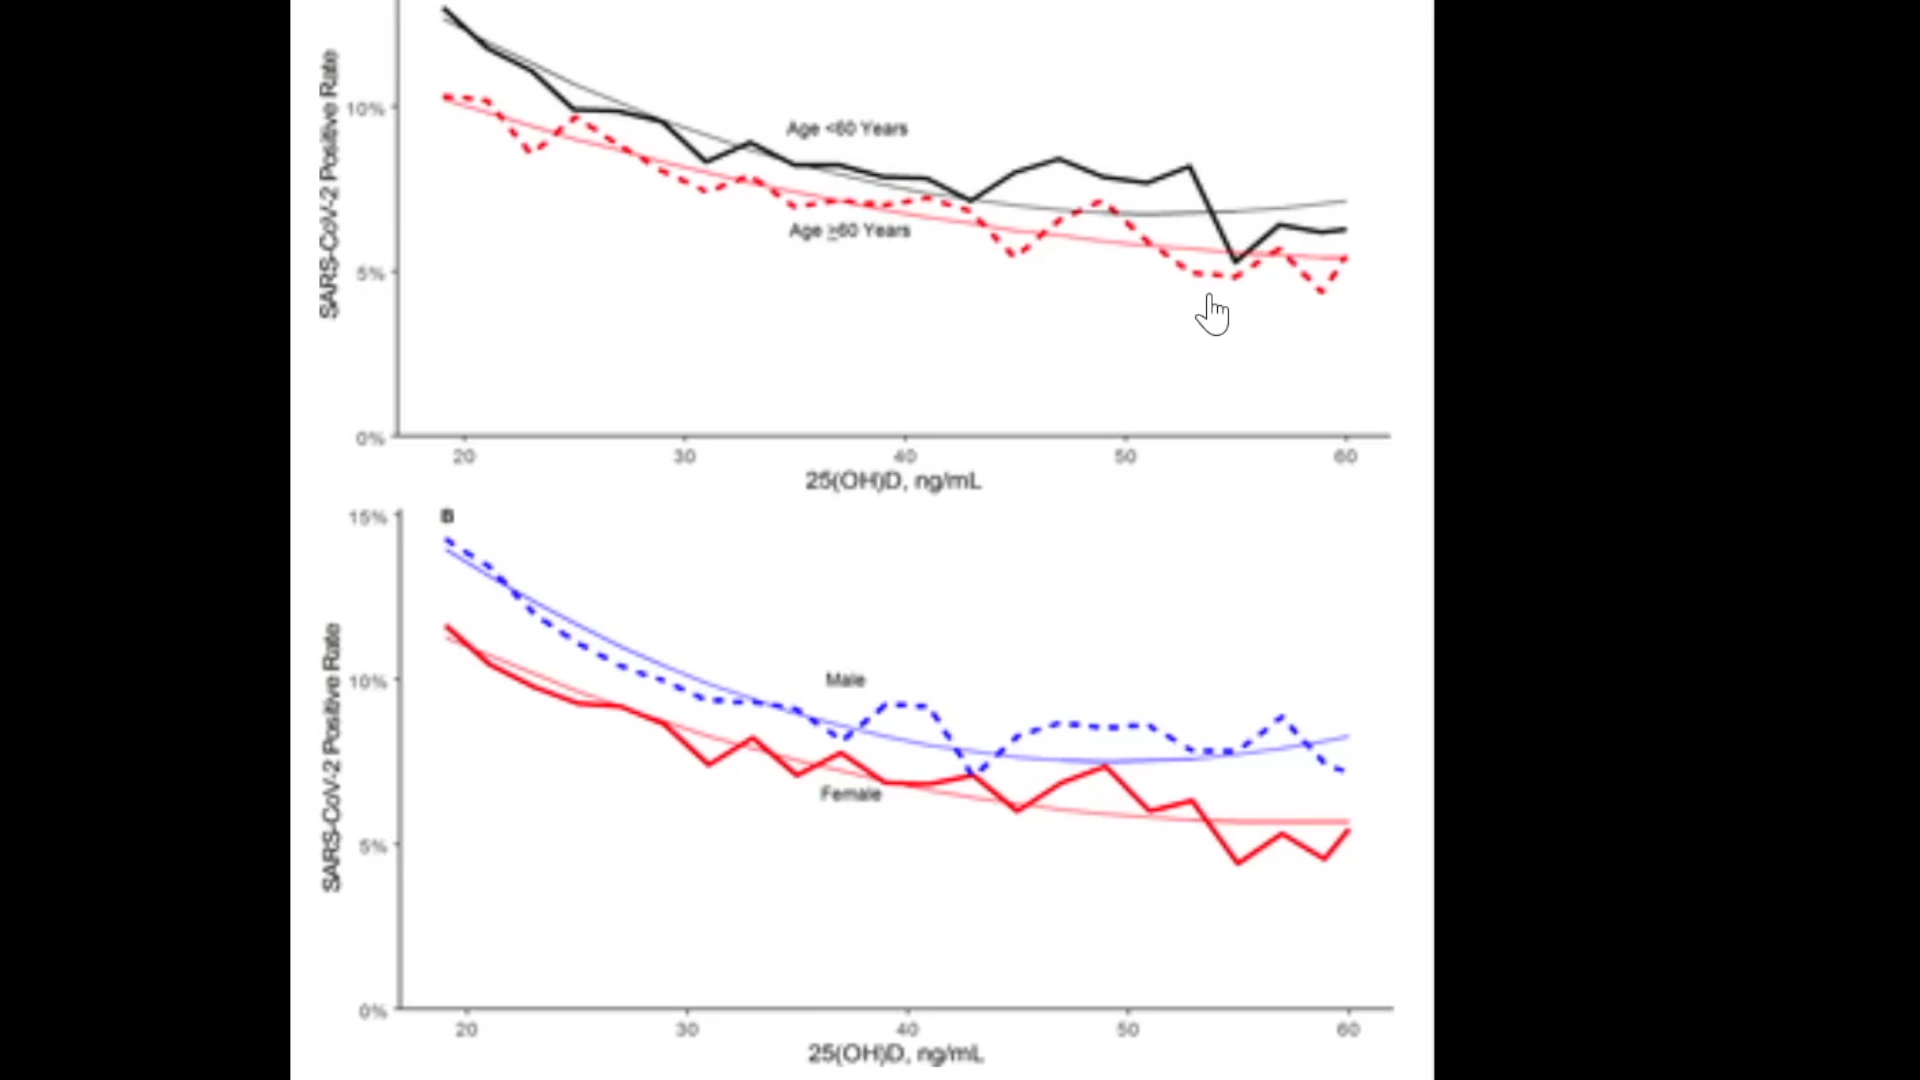 SARS-CoV-2 Positive Rate
10%
Age <60 Years
Age ≥60 Years
5%
0%
20 30 40 50 60
25(OH)D, ng/mL
15%
B
SARS-CoV-2 Positive Rate
10%
Male
Female
5%
0%
20 30 40 50 60
25(OH)D, ng/mL